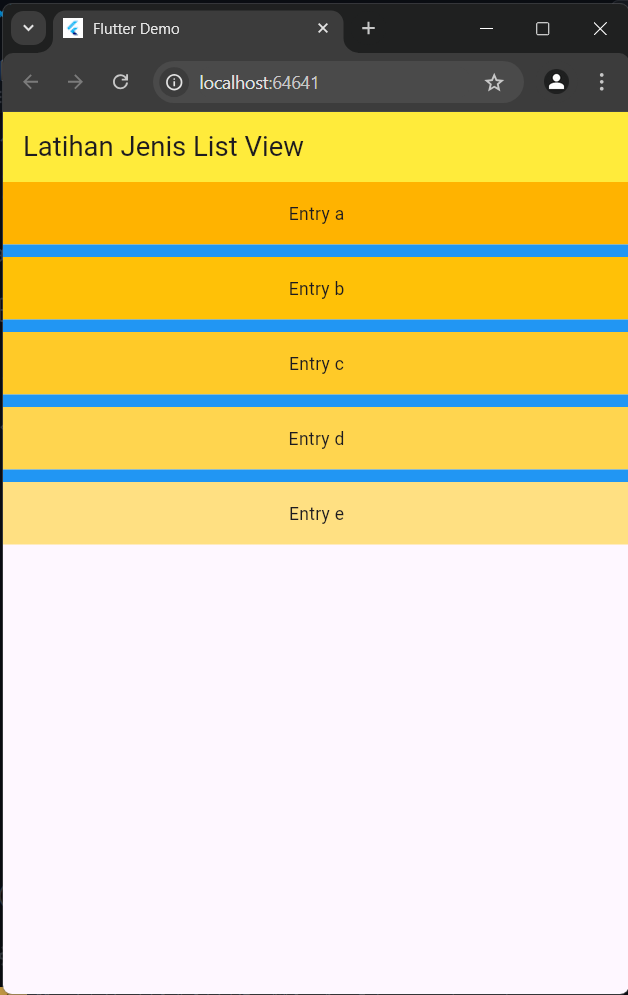 Flutter Demo
localhost:64641
Latihan Jenis List View
Entry a
Entry b
Entry c
Entry d
Entry e